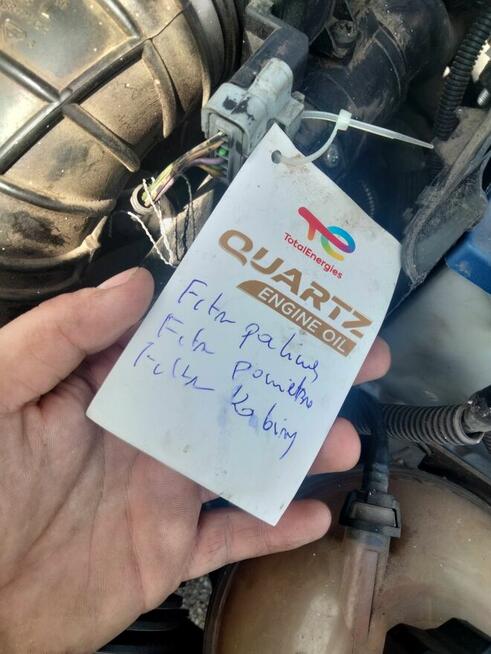 TotalEnergies
QUARTZ
ENGINE OIL
Filtr paliwa
Filtr powietrza
Filtr kabiny